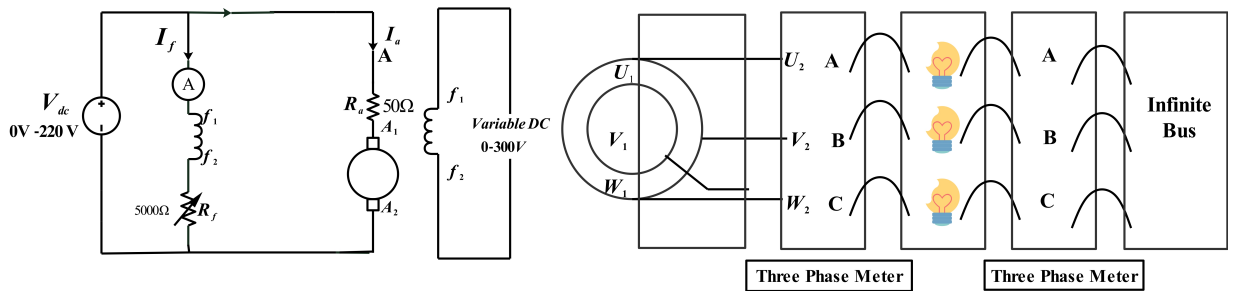 I_f
A
f_1
f_2
V_dc
0V -220 V
5000Ω
R_f
I_a
A
R_a
50Ω
A_1
A_2
f_1
f_2
Variable DC
0-300V
U_1
V_1
W_1
U_2
V_2
W_2
A
B
C
A
B
C
Infinite
Bus
Three Phase Meter
Three Phase Meter